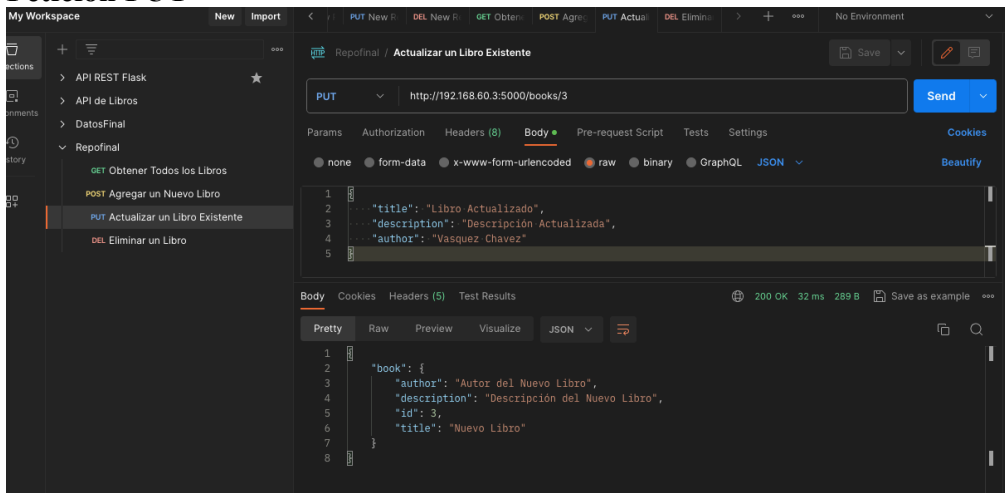 My Workspace New Import
PUT New R DEL New R GET Obten POST Agreg PUT Actual DEL Elimina No Environment
Repofinal / Actualizar un Libro Existente Save
API REST Flask
API de Libros
DatosFinal
Repofinal
GET Obtener Todos los Libros
POST Agregar un Nuevo Libro
PUT Actualizar un Libro Existente
DEL Eliminar un Libro
PUT http://192.168.60.3:5000/books/3 Send
Params Authorization Headers (8) Body Pre-request Script Tests Settings Cookies
none form-data x-www-form-urlencoded raw binary GraphQL JSON Beautify
1 {
2 "title": "Libro Actualizado",
3 "description": "Descripción Actualizada",
4 "author": "Vasquez Chavez"
5 }
Body Cookies Headers (5) Test Results 200 OK 32 ms 289 B Save as example
Pretty Raw Preview Visualize JSON
1 {
2 "book": {
3 "author": "Autor del Nuevo Libro",
4 "description": "Descripción del Nuevo Libro",
5 "id": 3,
6 "title": "Nuevo Libro"
7 }
8 }